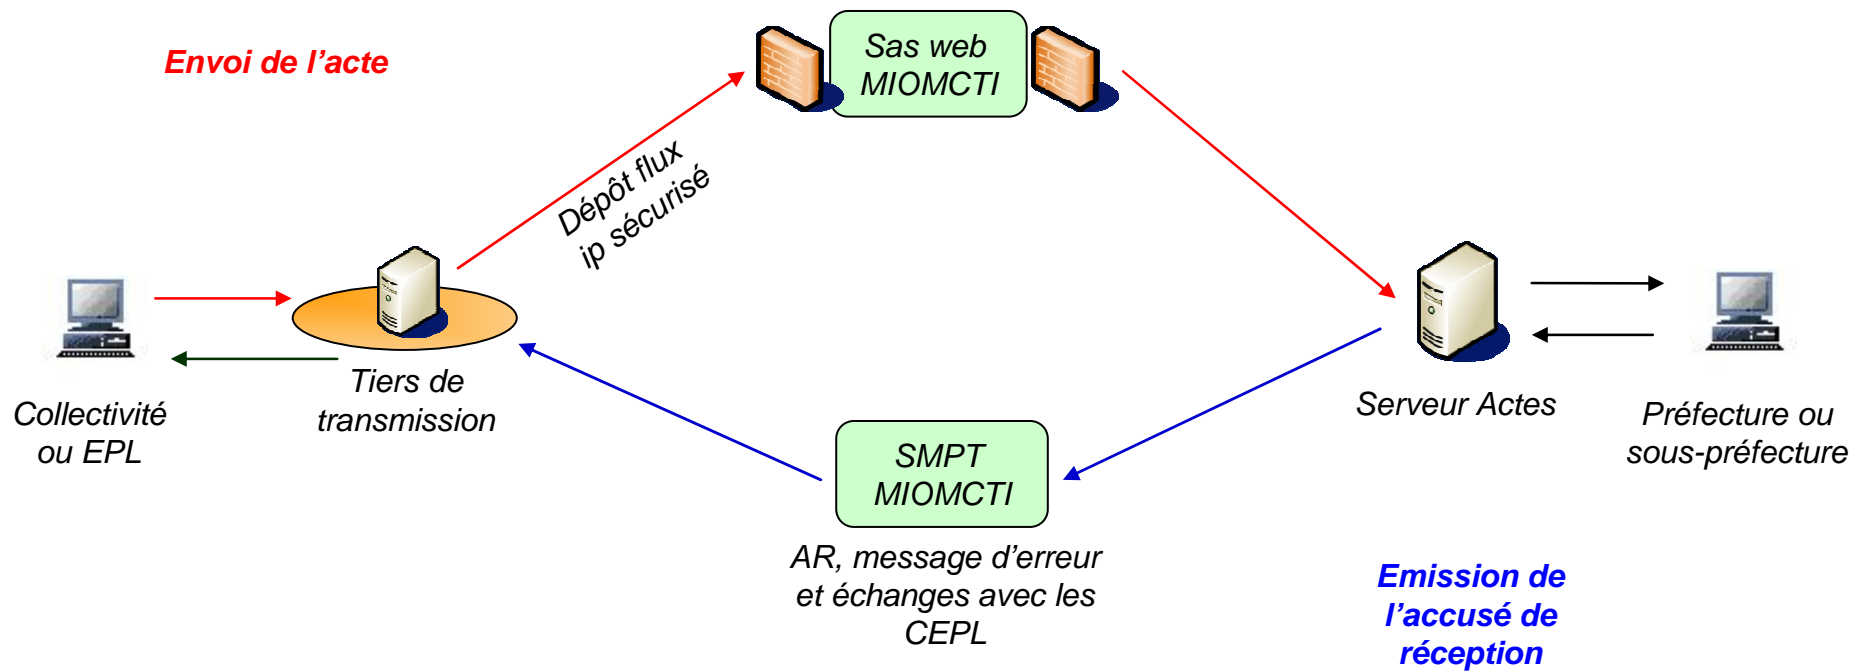 Envoi de l’acte
Sas web
MIOMCTI
Dépôt flux
ip sécurisé
Collectivité
ou EPL
Tiers de
transmission
Serveur Actes
Préfecture ou
sous-préfecture
SMPT
MIOMCTI
AR, message d’erreur
et échanges avec les
CEPL
Emission de
l’accusé de
réception